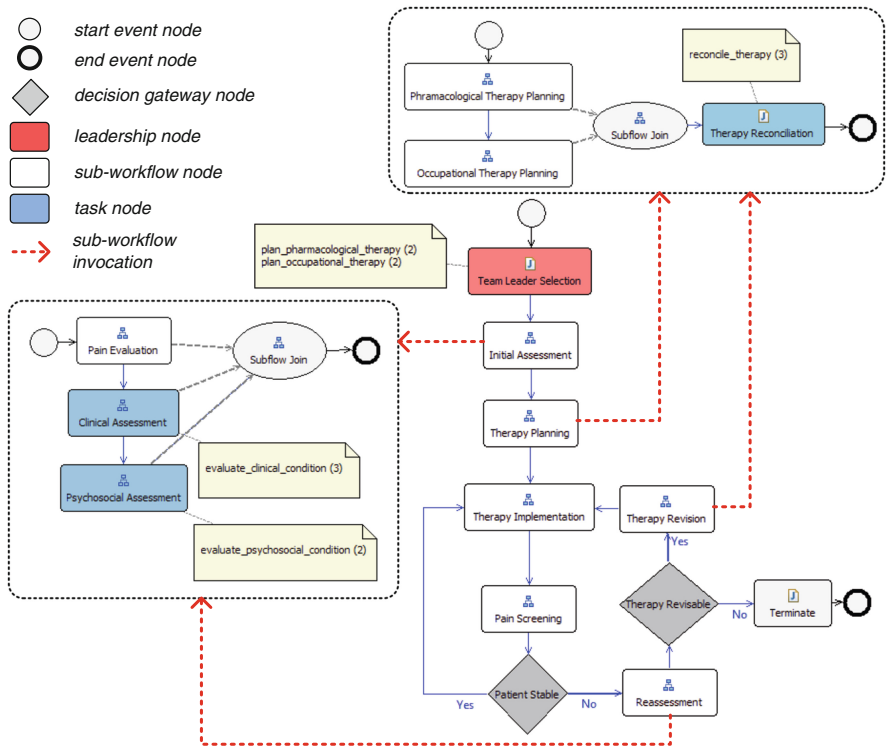 start event node
end event node
decision gateway node
leadership node
sub-workflow node
task node
sub-workflow
invocation
reconcile_therapy (3)
Phramacological Therapy Planning
Subflow Join
Therapy Reconciliation
Occupational Therapy Planning
plan_pharmacological_therapy (2)
plan_occupational_therapy (2)
Team Leader Selection
Pain Evaluation
Subflow Join
Initial Assessment
Clinical Assessment
Therapy Planning
evaluate_clinical_condition (3)
Psychosocial Assessment
Therapy Implementation
Therapy Revision
evaluate_psychosocial_condition (2)
Yes
Therapy Revisable
No
Terminate
Pain Screening
Patient Stable
Yes
No
Reassessment